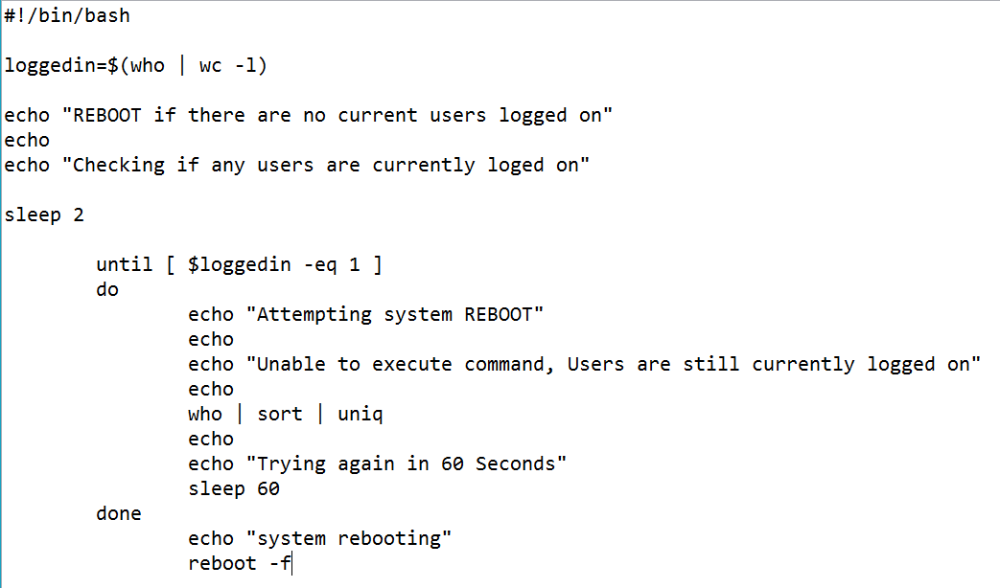 #!/bin/bash
loggedin=$(who | wc -l)
echo "REBOOT if there are no current users logged on"
echo
echo "Checking if any users are currently loged on"
sleep 2
until [ $loggedin -eq 1 ]
do
echo "Attempting system REBOOT"
echo
echo "Unable to execute command, Users are still currently logged on"
echo
who | sort | uniq
echo
echo "Trying again in 60 Seconds"
sleep 60
done
echo "system rebooting"
reboot -f